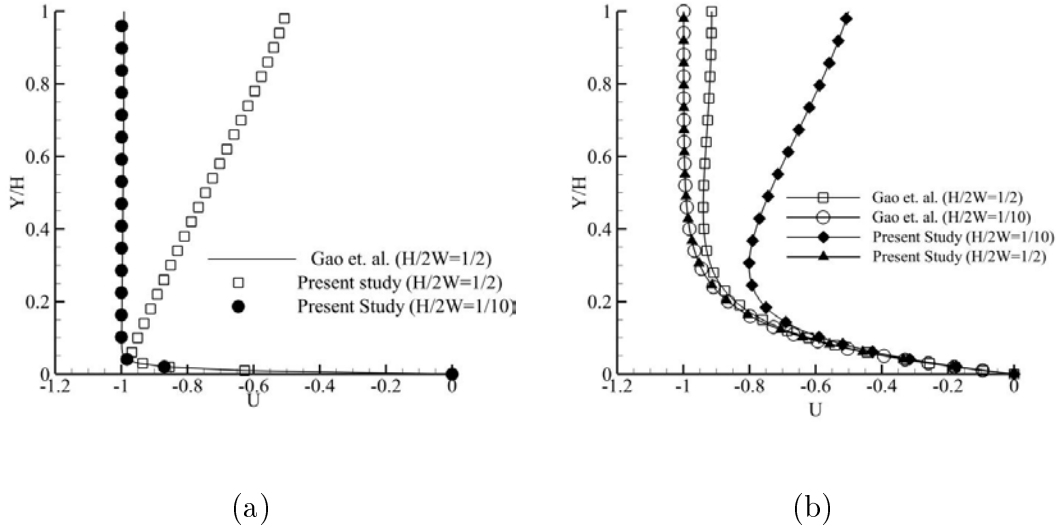 1
0.8
0.6
0.4
0.2
0
Y/H
-1.2
-1
-0.8
-0.6
-0.4
-0.2
0
U
Gao et. al (H/2W=1/2)
Present study (H/2W=1/2)
Present Study (H/2W=1/10)
(a)
1
0.8
0.6
0.4
0.2
0
Y/H
-1.2
-1
-0.8
-0.6
-0.4
-0.2
0
U
Gao et. al (H/2W=1/2)
Gao et. al (H/2W=1/10)
Present Study (H/2W=1/10)
Present Study (H/2W=1/2)
(b)